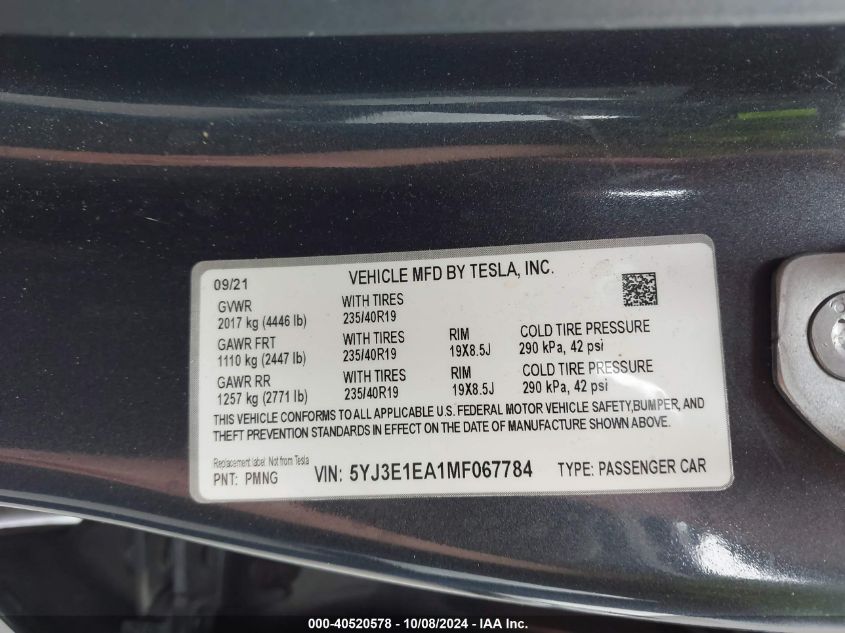 09/21 VEHICLE MFD BY TESLA, INC.
GVWR WITH TIRES
2017 kg (4446 lb) 235/40R19
GAWR FRT WITH TIRES RIM COLD TIRE PRESSURE
1110 kg (2447 lb) 235/40R19 19X8.5J 290 kPa, 42 psi
GAWR RR WITH TIRES RIM COLD TIRE PRESSURE
1257 kg (2771 lb) 235/40R19 19X8.5J 290 kPa, 42 psi
THIS VEHICLE CONFORMS TO ALL APPLICABLE U.S. FEDERAL MOTOR VEHICLE SAFETY,BUMPER, AND
THEFT PREVENTION STANDARDS IN EFFECT ON THE DATE OF MANUFACTURE SHOWN ABOVE.
Replacement label Not from Tesla
PNT: PMNG VIN: 5YJ3E1EA1MF067784 TYPE: PASSENGER CAR
000-40520578 - 10/08/2024 - IAA Inc.